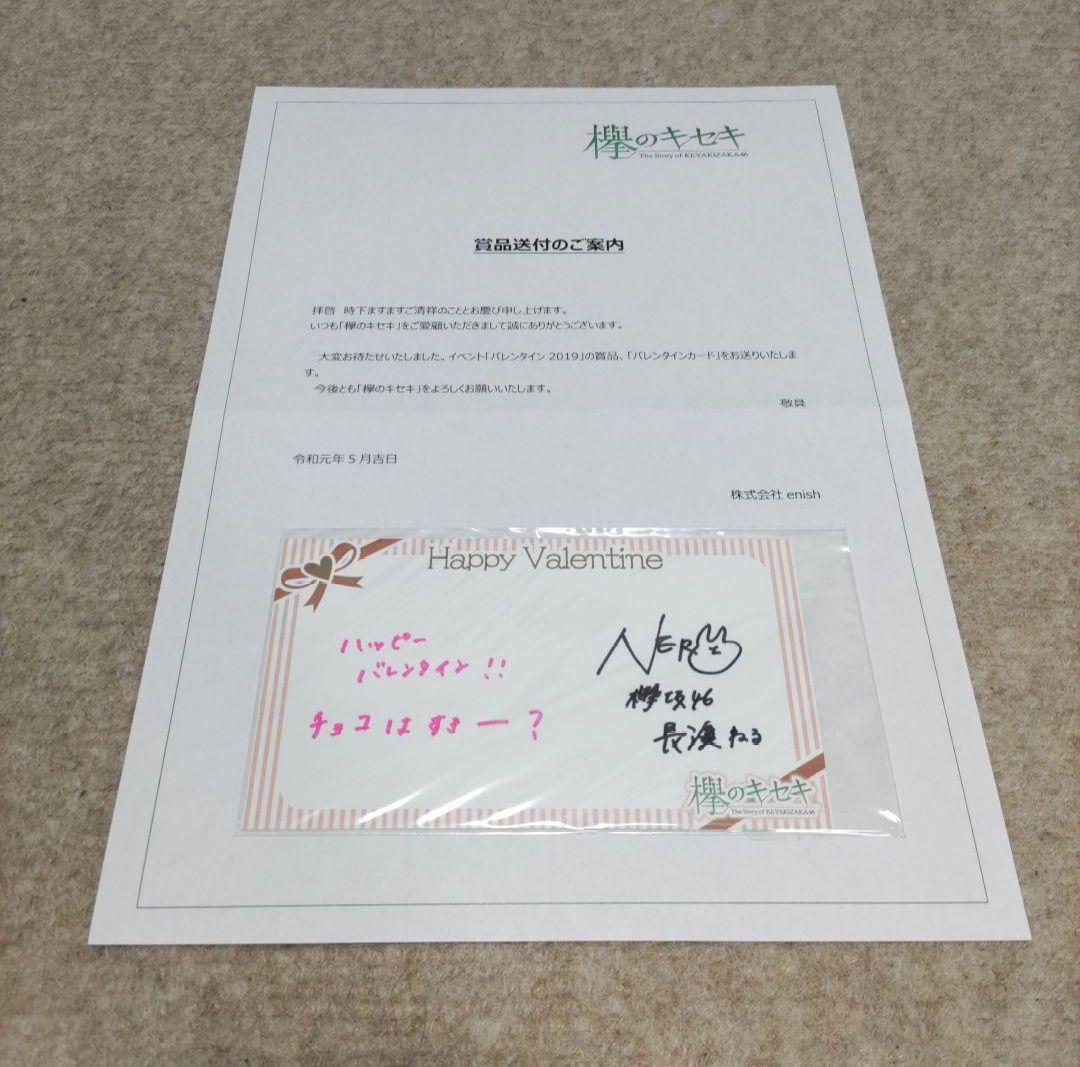 欅のキセキ
The Story of KEYAKIZAKA46
賞品送付のご案内
拝啓　時下ますますご清祥のこととお慶び申し上げます。
いつも「欅のキセキ」をご愛顧いただきまして誠にありがとうございます。
大変お待たせいたしました。イベント「バレンタイン 2019」の賞品、「バレンタインカード」をお送りいたしま
す。
今後とも「欅のキセキ」をよろしくお願いいたします。
敬具
令和元年 5 月吉日
株式会社 enish
Happy Valentine
ハッピー
バレンタイン!!
チョコはすきー?
NERU
欅坂46
長濱ねる
欅のキセキ
The Story of KEYAKIZAKA46